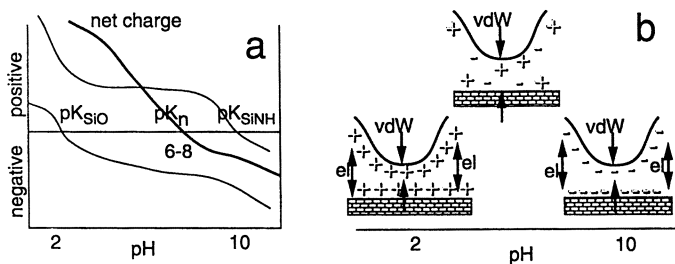 net charge
a
positive
negative
pK_SiO
pK_n
pK_SiNH
6-8
2
pH
10
b
vdW
vdW
el
el
vdW
el
el
2
pH
10